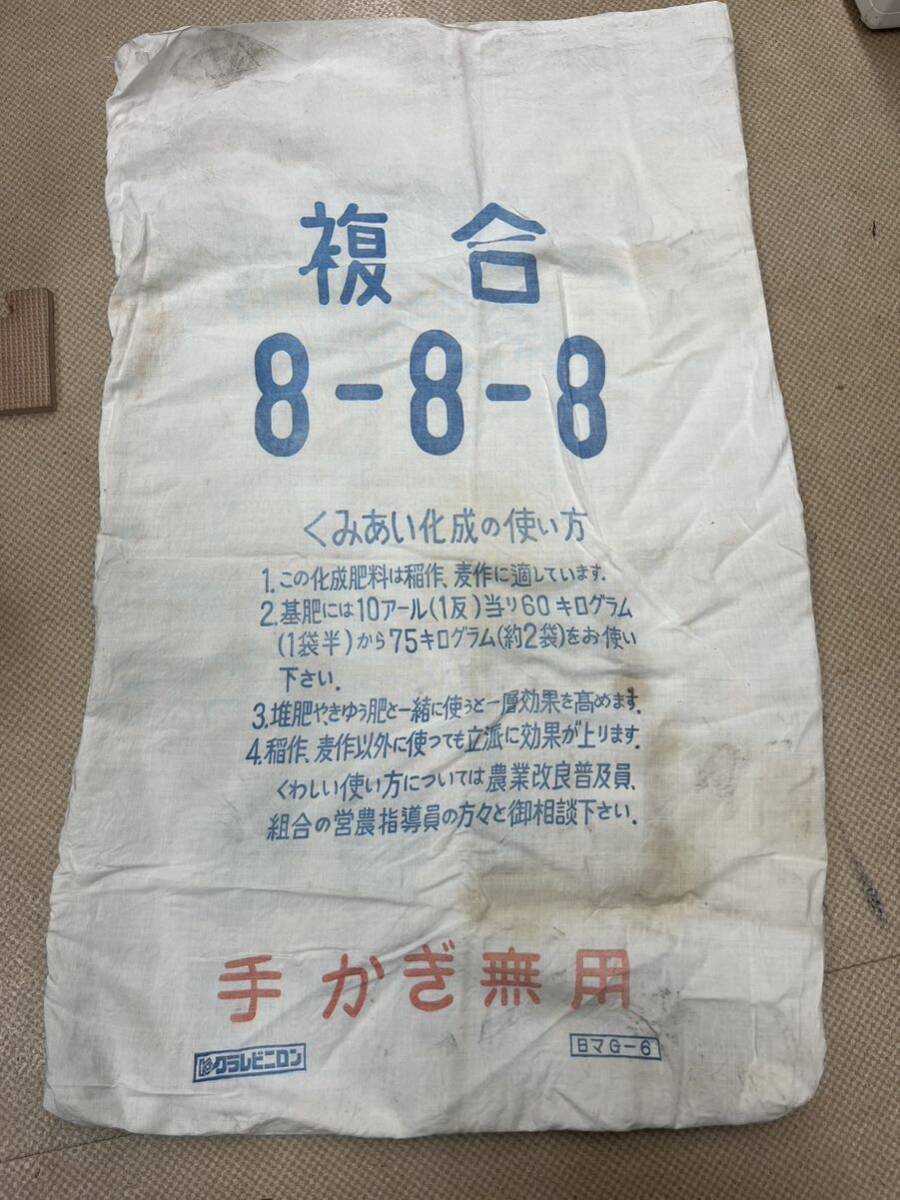 複合
8-8-8
くみあい化成の使い方
1.この化成肥料は稲作、麦作に適しています.
2.基肥には10アール(1反)当り60キログラム
(1袋半)から75キログラム(約2袋)をお使い
下さい.
3.堆肥や、きゆう肥と一緒に使うと一層効果を高めます.
4.稲作、麦作以外に使つても立派に効果が上ります.
くわしい使い方については農業改良普及員、
組合の営農指導員の方々と御相談下さい.
手かぎ無用
クラレビニロン
BマG-6